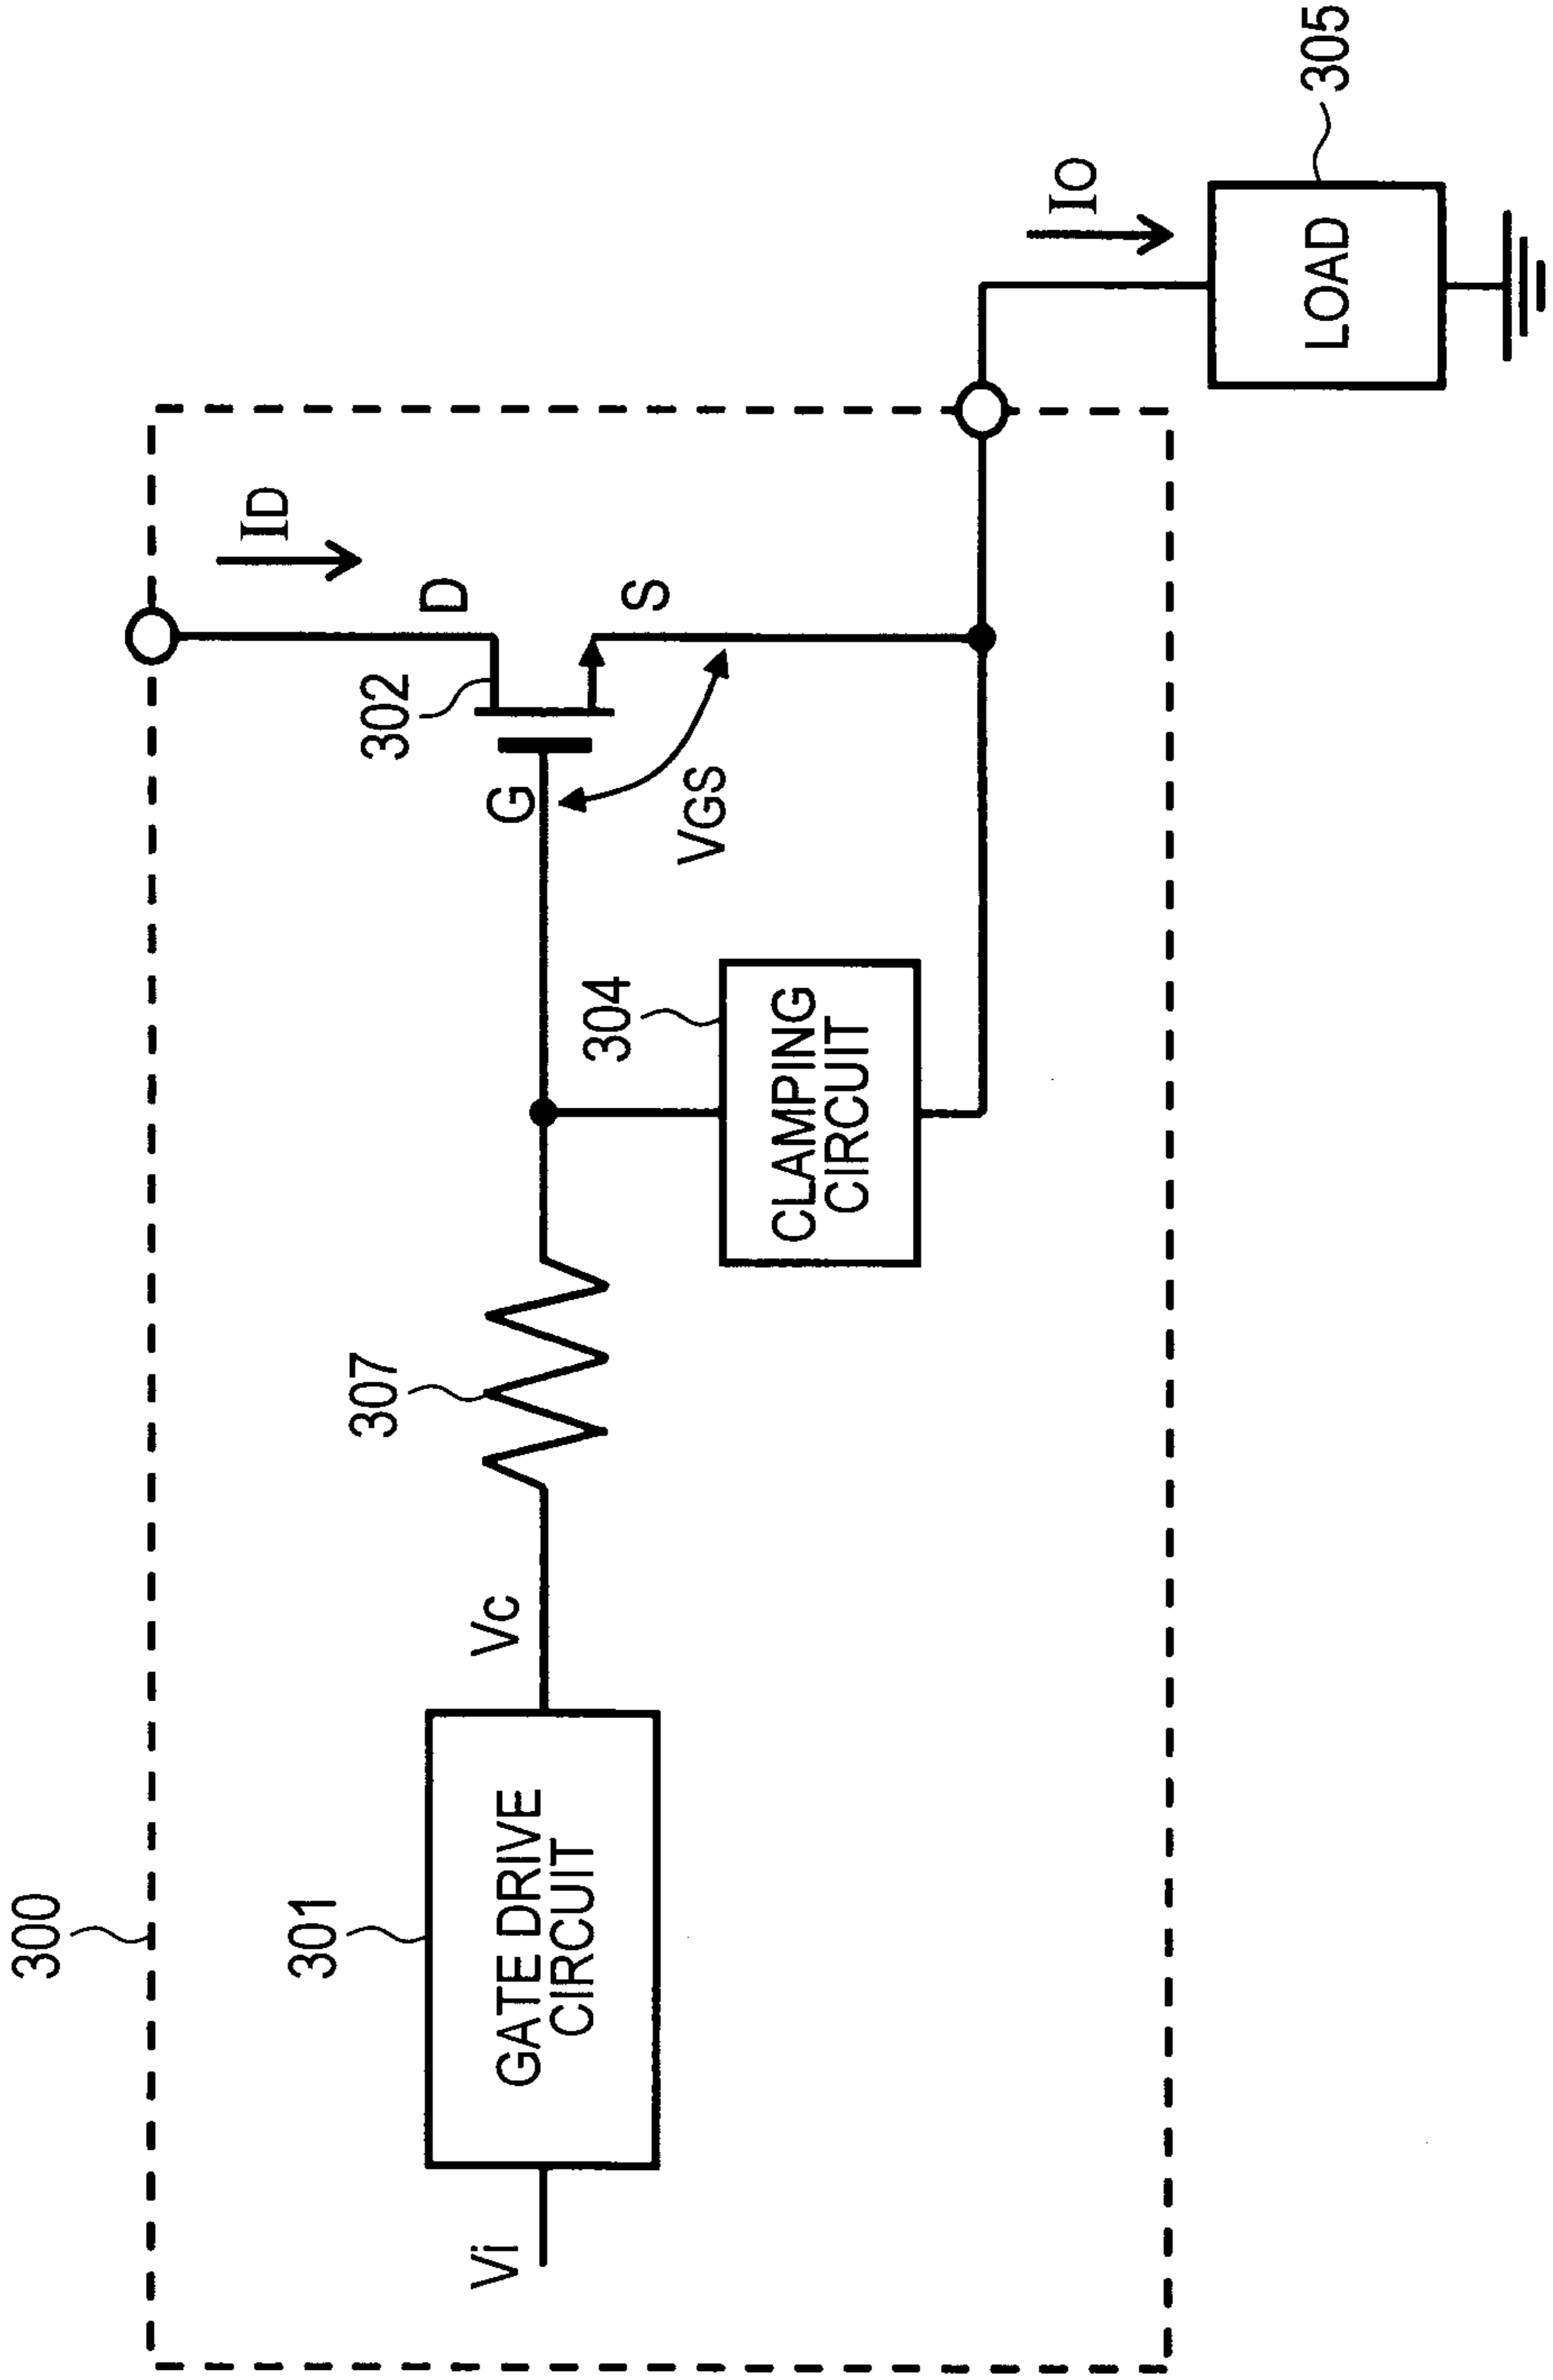 300
301
GATE DRIVE
CIRCUIT
Vi
Vc
307
304
CLAMPING
CIRCUIT
302
G
D
S
VGS
ID
IO
LOAD
305